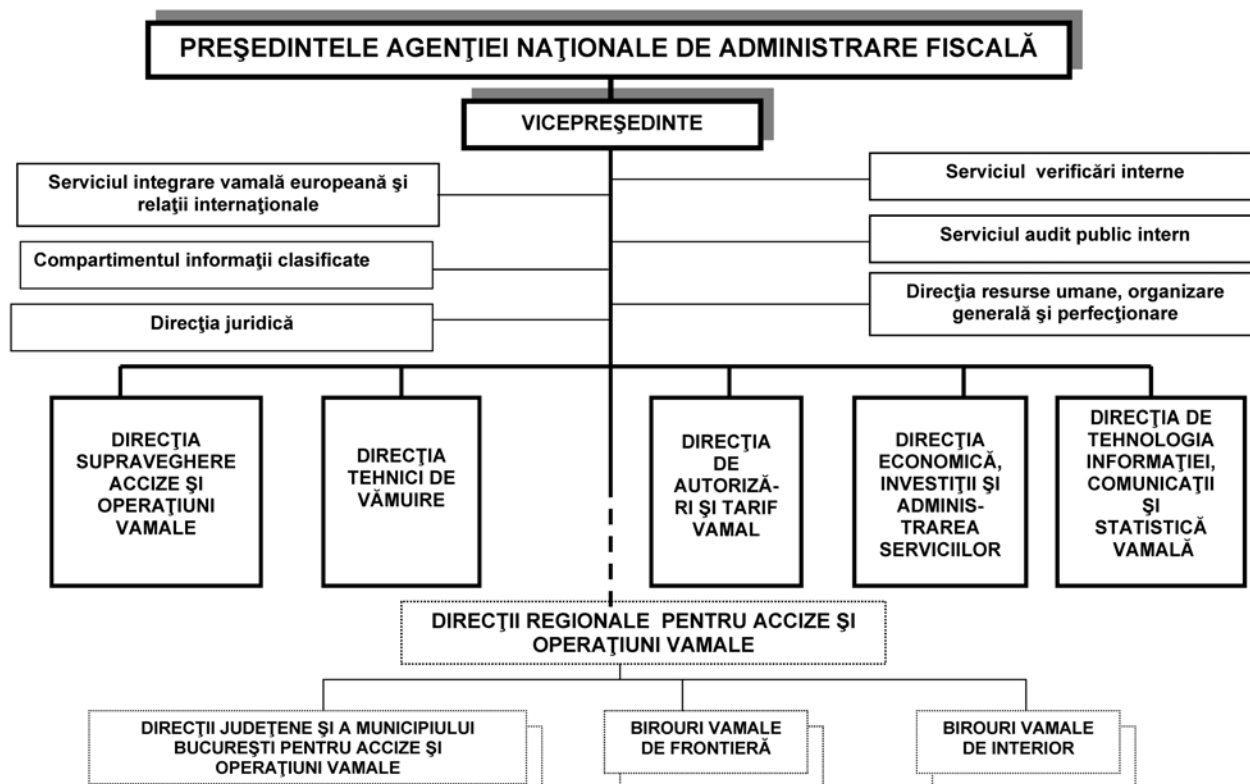 PREŞEDINTELE AGENŢIEI NAŢIONALE DE ADMINISTRARE FISCALĂ
VICEPREŞEDINTE
Serviciul integrare vamală europeană şi
relaţii internaţionale
Compartimentul informaţii clasificate
Direcţia juridică
Serviciul verificări interne
Serviciul audit public intern
Direcţia resurse umane, organizare
generală şi perfecţionare
DIRECŢIA
SUPRAVEGHERE
ACCIZE ŞI
OPERAŢIUNI
VAMALE
DIRECŢIA
TEHNICI DE
VĂMUIRE
DIRECŢIA
DE
AUTORIZĂ-
RI ŞI TARIF
VAMAL
DIRECŢIA
ECONOMICĂ,
INVESTIŢII ŞI
ADMINIS-
TRAREA
SERVICIILOR
DIRECŢIA DE
TEHNOLOGIA
INFORMAŢIEI,
COMUNICAŢII
ŞI
STATISTICĂ
VAMALĂ
DIRECŢII REGIONALE PENTRU ACCIZE ŞI
OPERAŢIUNI VAMALE
DIRECŢII JUDEŢENE ŞI A MUNICIPIULUI
BUCUREŞTI PENTRU ACCIZE ŞI
OPERAŢIUNI VAMALE
BIROURI VAMALE
DE FRONTIERĂ
BIROURI VAMALE
DE INTERIOR